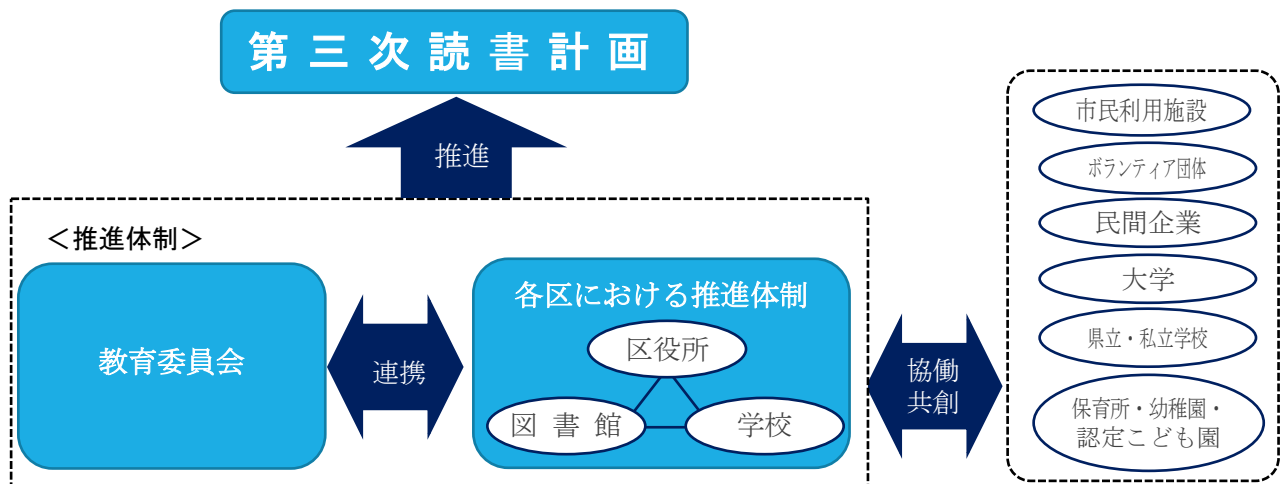 第三次読書計画
推進
＜推進体制＞
教育委員会
連携
各区における推進体制
区役所
図書館
学校
協働
共創
市民利用施設
ボランティア団体
民間企業
大学
県立・私立学校
保育所・幼稚園・
認定こども園